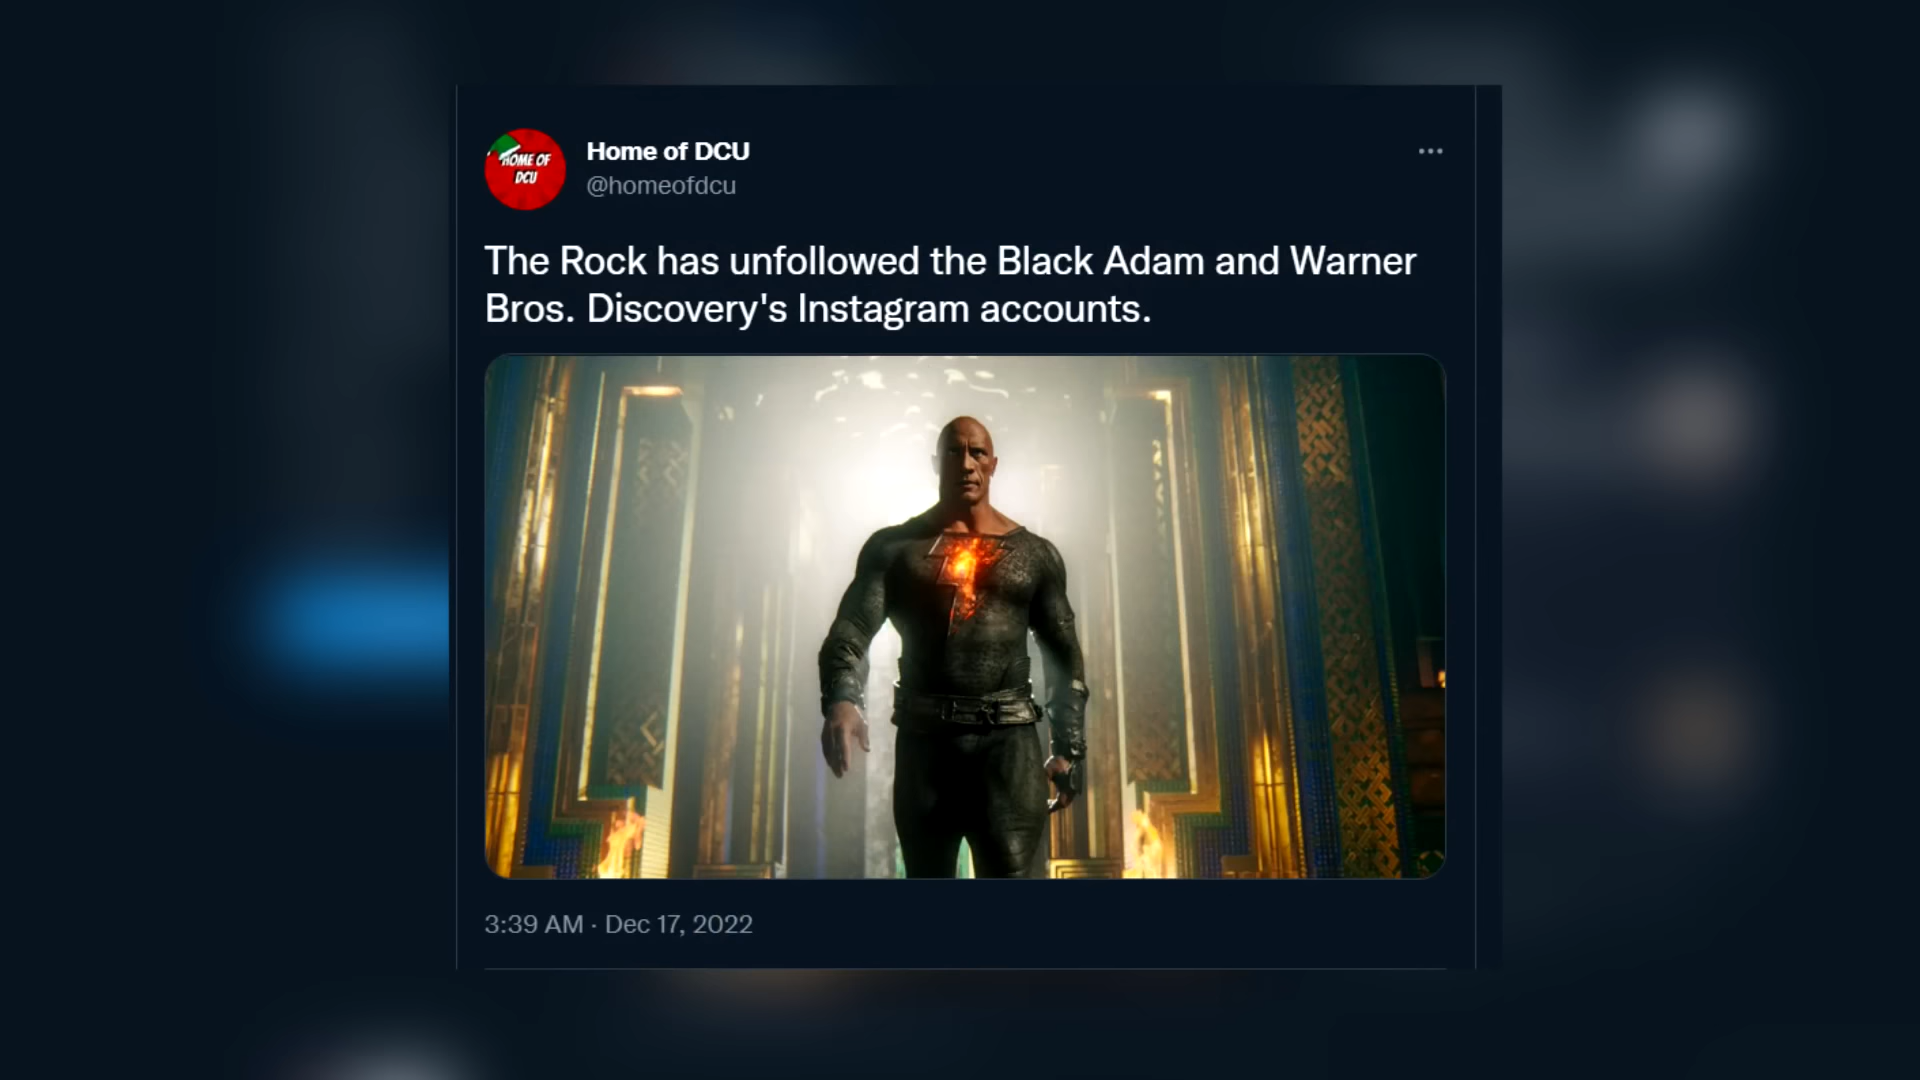 HOME OF
DCU
Home of DCU
@homeofdcu
The Rock has unfollowed the Black Adam and Warner
Bros. Discovery's Instagram accounts.
3:39 AM · Dec 17, 2022